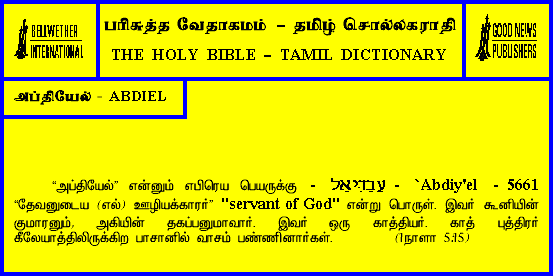 BELLWETHER
INTERNATIONAL
பரிசுத்த வேதாகமம் – தமிழ் சொல்லகராதி
THE HOLY BIBLE – TAMIL DICTIONARY
GOOD NEWS
PUBLISHERS
அப்தியேல் - ABDIEL
“அப்தியேல்” என்னும் எபிரெய பெயருக்கு - עַבְדִיאֵל - `Abdiy'el - 5661
“தேவனுடைய (எல்) ஊழியக்காரர்” "servant of God" என்று பொருள். இவர் கூனியின்
குமாரனும், அகியின் தகப்பனுமாவார். இவர் ஒரு காத்தியர். காத் புத்திரர்
கீலேயாத்திலிருக்கிற பாசானில் வாசம் பண்ணினார்கள். (1நாளா 5:15)